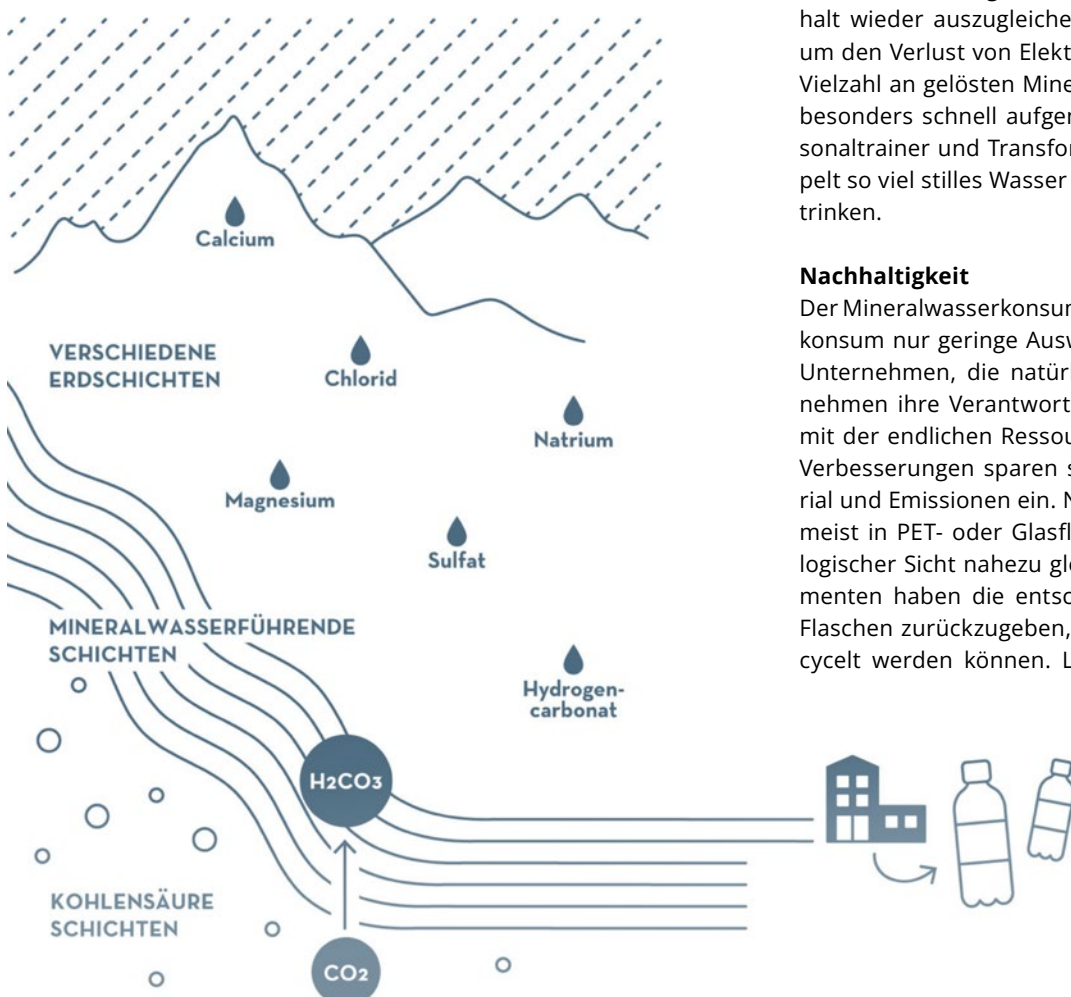 Calcium
VERSCHIEDENE
ERDSCHICHTEN
Chlorid
Natrium
Magnesium
Sulfat
MINERALWASSERFÜHRENDE
SCHICHTEN
Hydrogen-
carbonat
H2CO3
KOHLENSÄURE
SCHICHTEN
CO2
halt wieder auszugleiche
um den Verlust von Elekt
Vielzahl an gelösten Mine
besonders schnell aufger
sonaltrainer und Transfor
pelt so viel stilles Wasser
trinken.
Nachhaltigkeit
Der Mineralwasserkonsur
konsum nur geringe Ausw
Unternehmen, die natür
nehmen ihre Verantwort
mit der endlichen Ressou
Verbesserungen sparen s
rial und Emissionen ein. N
meist in PET- oder Glasfl
logischer Sicht nahezu gle
menten haben die entsc
Flaschen zurückzugeben,
cycelt werden können. L